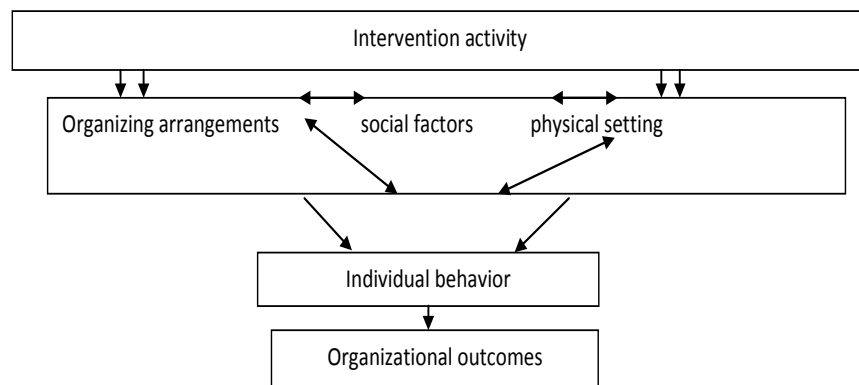 Intervention activity
Organizing arrangements social factors physical setting
Individual behavior
Organizational outcomes